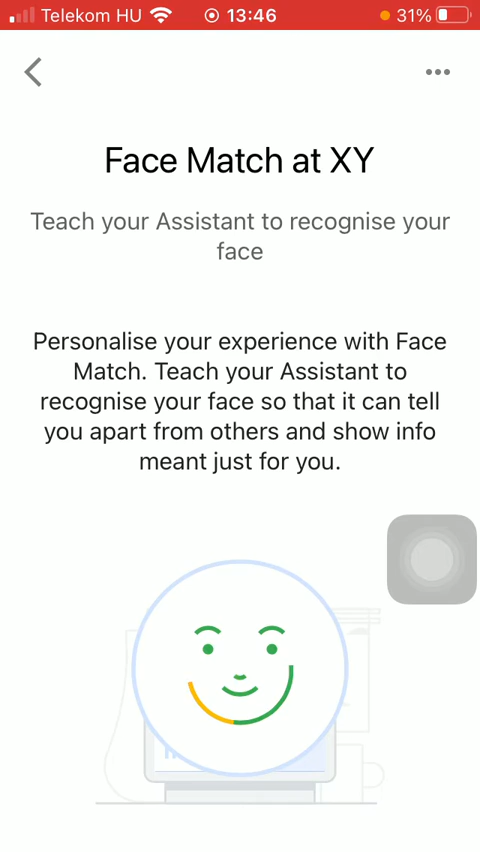 Telekom HU 13:46 31%
Face Match at XY
Teach your Assistant to recognise your
face
Personalise your experience with Face
Match. Teach your Assistant to
recognise your face so that it can tell
you apart from others and show info
meant just for you.